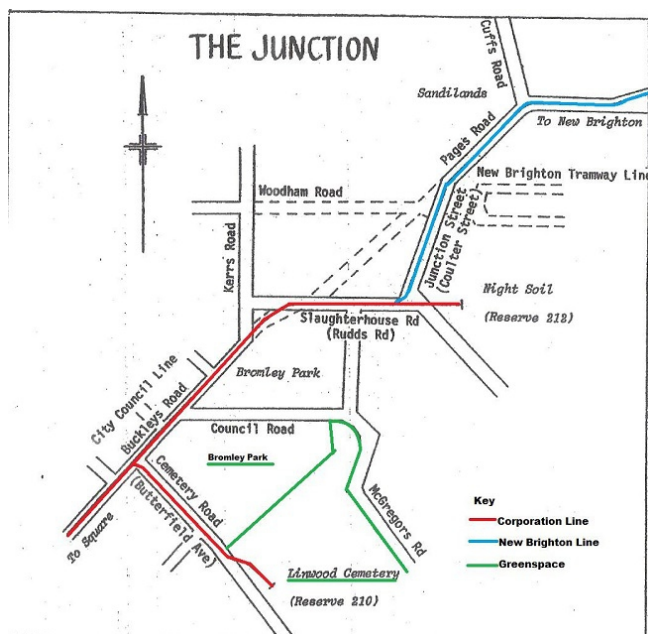 THE JUNCTION
Cuffs Road
Sandilands
To New Brighton
Pages Road
New Brighton Tramway Line
Woodham Road
Junction Street
(Coulter Street)
Kerrs Road
Night Soil
(Reserve 212)
Slaughterhouse Rd
(Rudds Rd)
Bromley Park
City Council Line
Buckleys Road
Council Road
Bromley Park
Cemetery Road
(Butterfield Ave)
McGregors Rd
To Square
Linwood Cemetery
(Reserve 210)
Key
Corporation Line
New Brighton Line
Greenspace